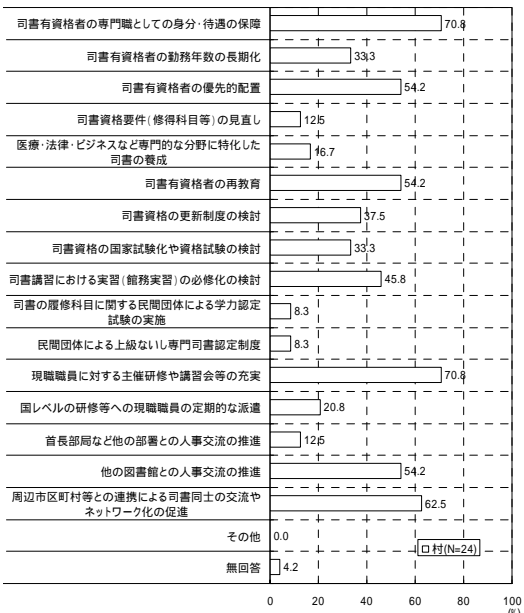 司書有資格者の専門職としての身分・待遇の保障 70.8
司書有資格者の勤務年数の長期化 33.3
司書有資格者の優先的配置 54.2
司書資格要件(修得科目等)の見直し 12.5
医療・法律・ビジネスなど専門的な分野に特化した
司書の養成 16.7
司書有資格者の再教育 54.2
司書資格の更新制度の検討 37.5
司書資格の国家試験化や資格試験の検討 33.3
司書講習における実習(館務実習)の必修化の検討 45.8
司書の履修科目に関する民間団体による学力認定
試験の実施 8.3
民間団体による上級ないし専門司書認定制度 8.3
現職職員に対する主催研修や講習会等の充実 70.8
国レベルの研修等への現職職員の定期的な派遣 20.8
首長部局など他の部署との人事交流の推進 12.5
他の図書館との人事交流の推進 54.2
周辺市区町村等との連携による司書同士の交流や
ネットワーク化の促進 62.5
その他 0.0
村(N=24)
無回答 4.2
0 20 40 60 80 100
(%)